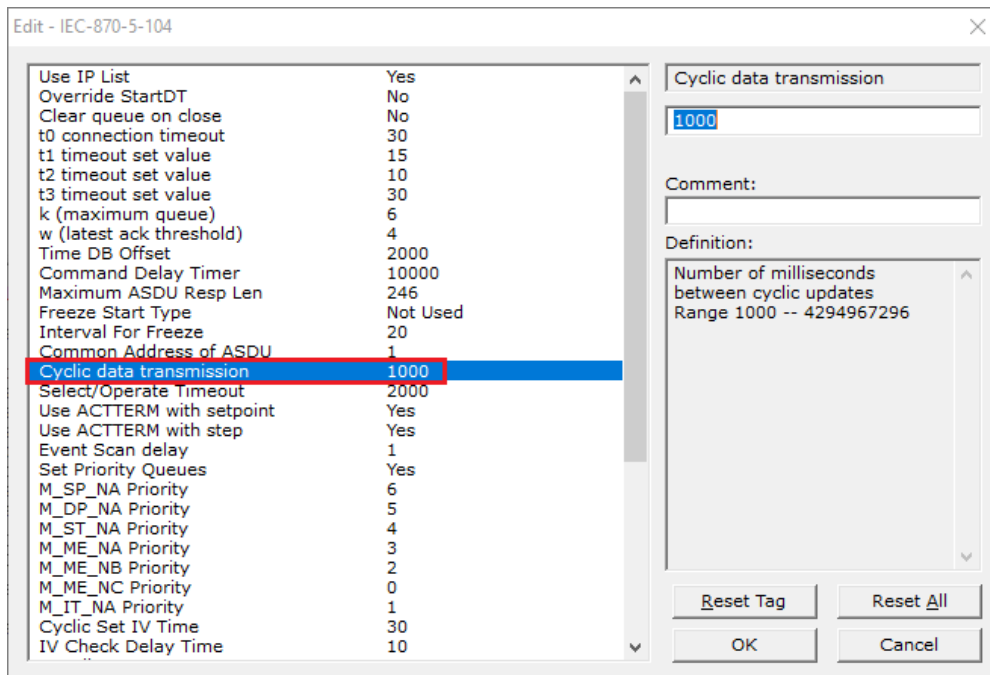 Edit - IEC-870-5-104
Use IP List Yes
Override StartDT No
Clear queue on close No
t0 connection timeout 30
t1 timeout set value 15
t2 timeout set value 10
t3 timeout set value 30
k (maximum queue) 6
w (latest ack threshold) 4
Time DB Offset 2000
Command Delay Timer 10000
Maximum ASDU Resp Len 246
Freeze Start Type Not Used
Interval For Freeze 20
Common Address of ASDU 1
Cyclic data transmission 1000
Select/Operate Timeout 2000
Use ACTTERM with setpoint Yes
Use ACTTERM with step Yes
Event Scan delay 1
Set Priority Queues Yes
M_SP_NA Priority 6
M_DP_NA Priority 5
M_ST_NA Priority 4
M_ME_NA Priority 3
M_ME_NB Priority 2
M_ME_NC Priority 0
M_IT_NA Priority 1
Cyclic Set IV Time 30
IV Check Delay Time 10
Cyclic data transmission
1000
Comment:
Definition:
Number of milliseconds
between cyclic updates
Range 1000 -- 4294967296
Reset Tag Reset All
OK Cancel